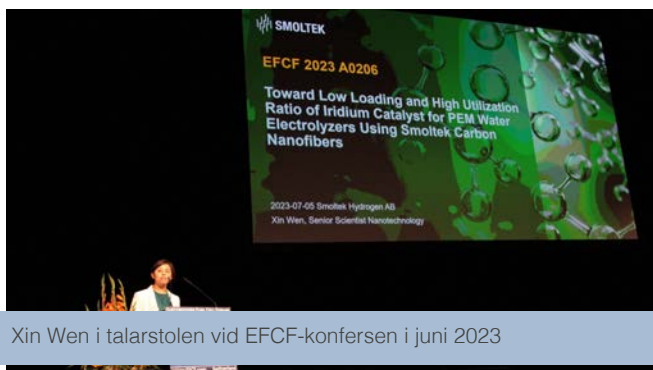 SMOLTEK
EFCF 2023 A0206
Toward Low Loading and High Utilization
Ratio of Iridium Catalyst for PEM Water
Electrolyzers Using Smoltek Carbon
Nanofibers
2023-07-05 Smoltek Hydrogen AB
Xin Wen, Senior Scientist Nanotechnology
Xin Wen i talarstolen vid EFCF-konfersen i juni 2023